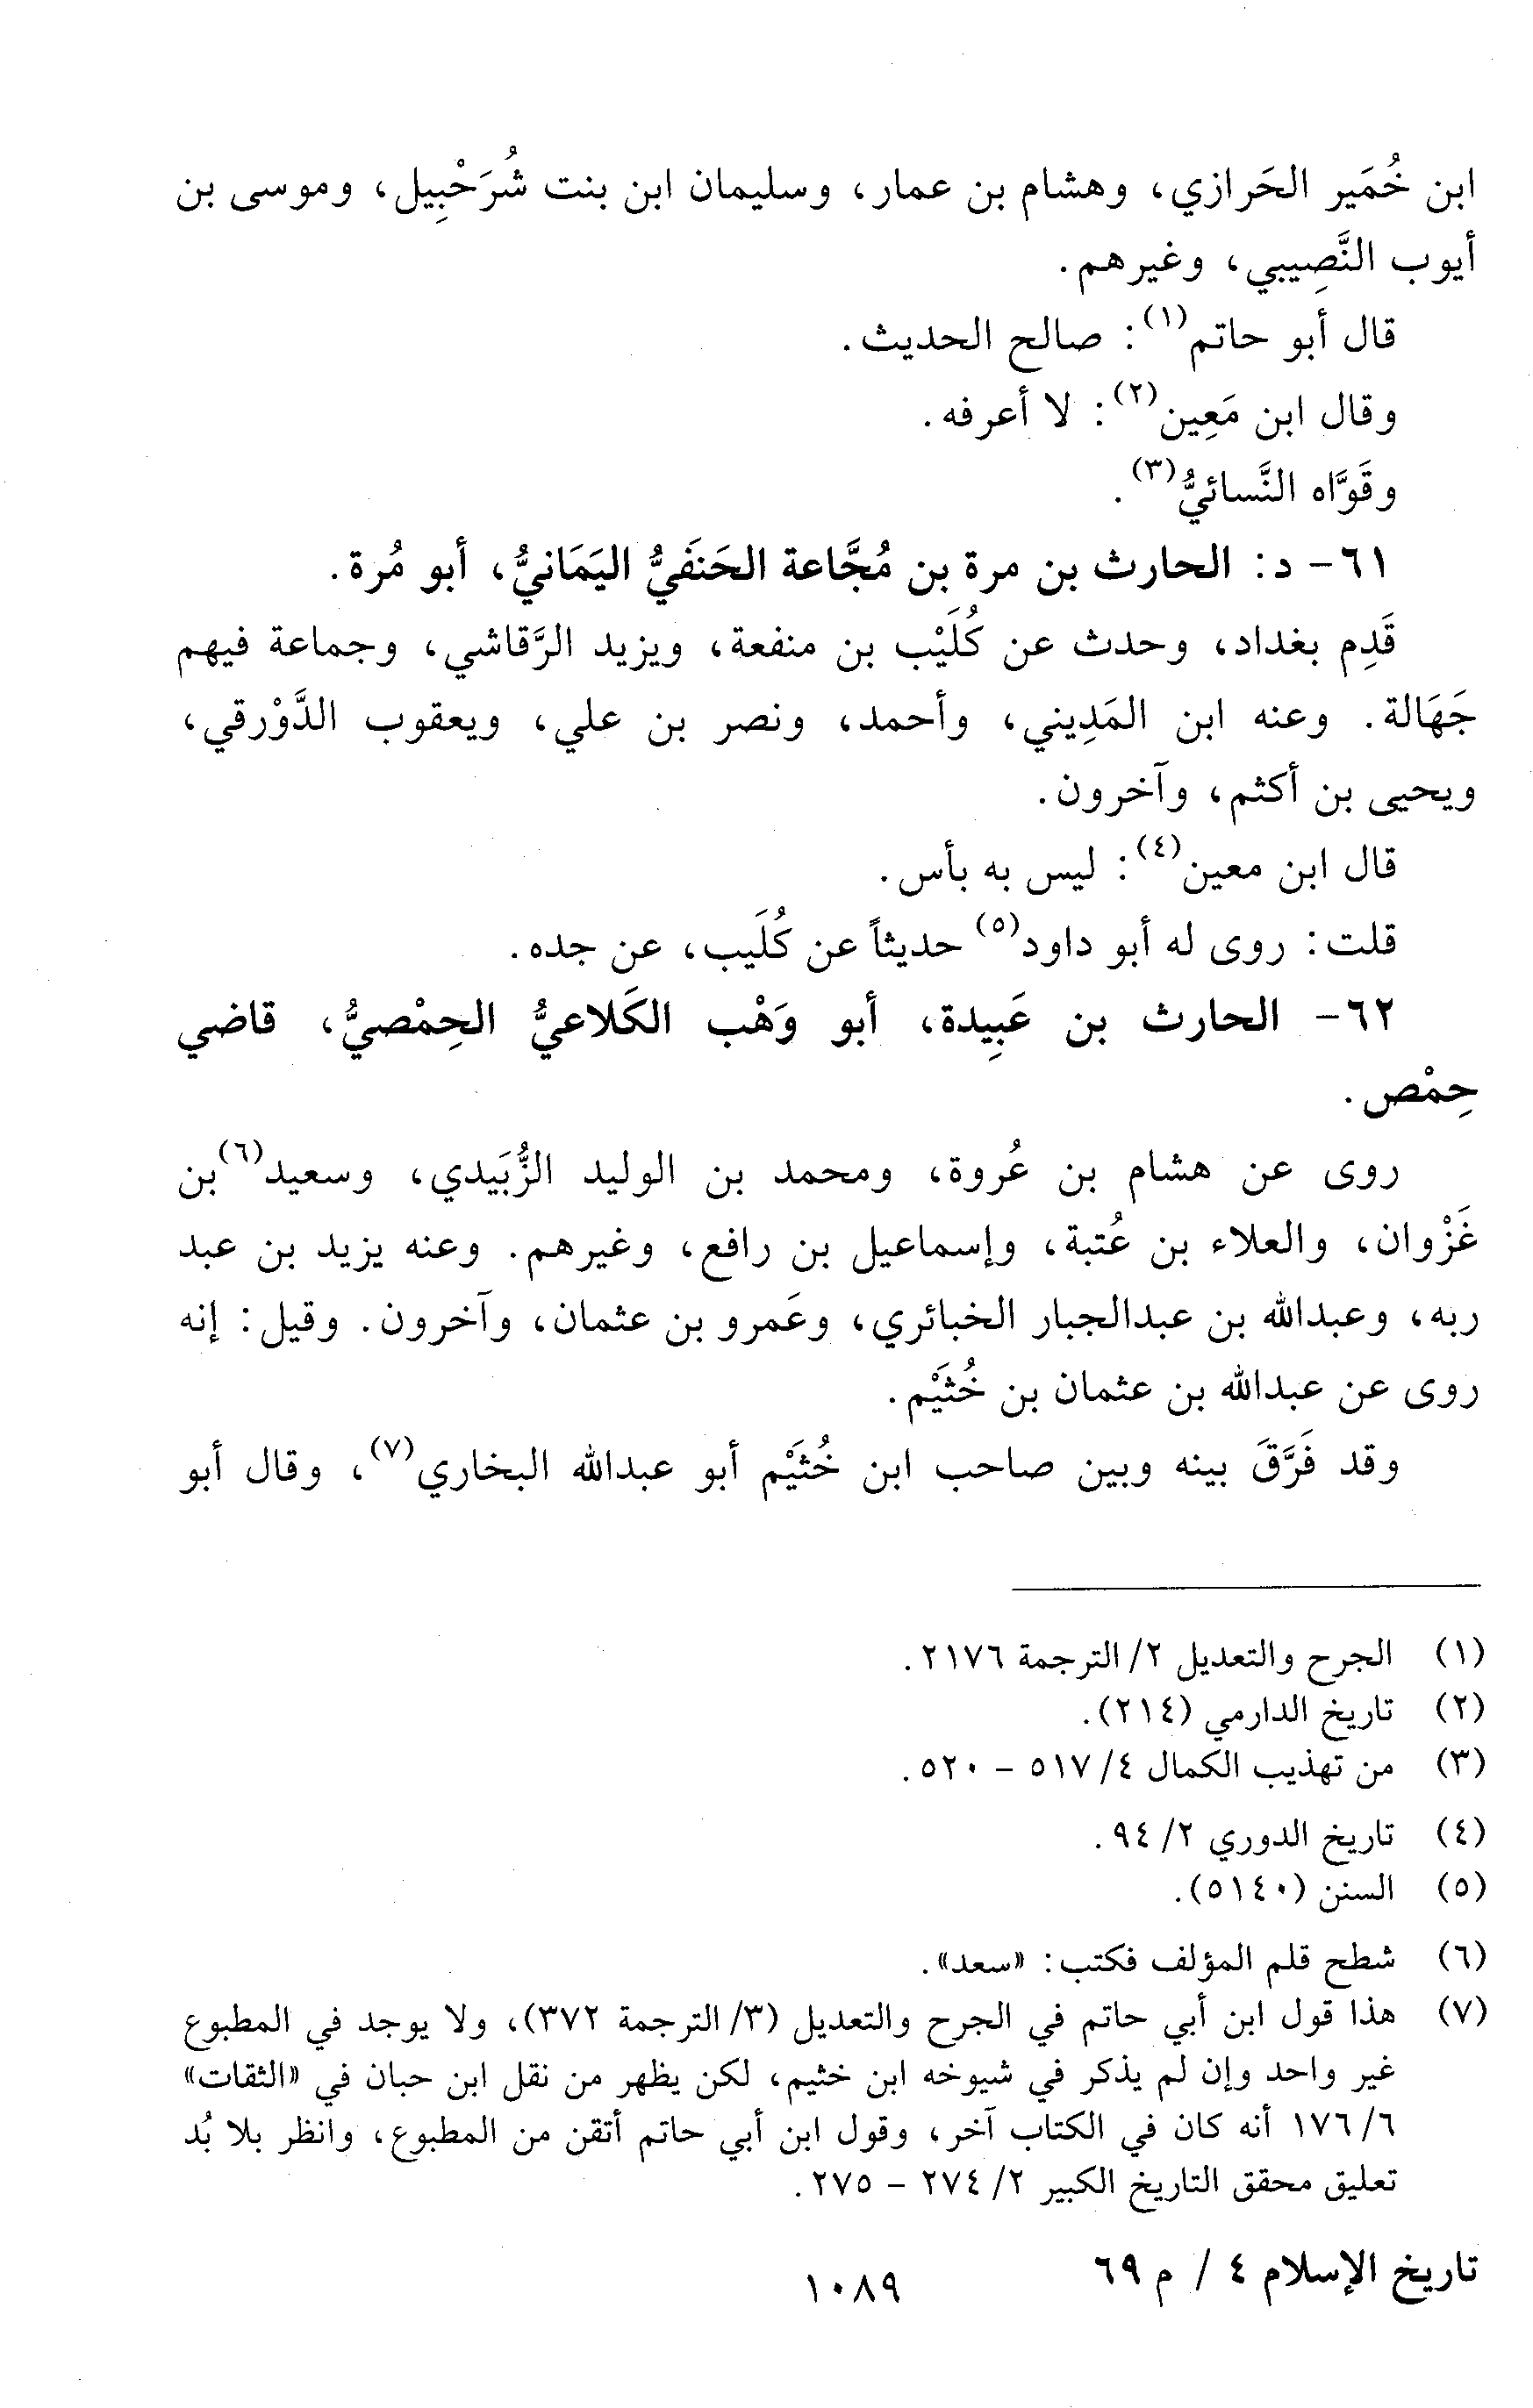 ابن خُمَير الحَرازي، وهشام بن عمار، وسليمان ابن بنت شُرَحْبِيل، وموسى بن
أيوب النَّصِيبي، وغيرهم.
قال أبو حاتم(١): صالح الحديث.
وقال ابن مَعِين(٢): لا أعرفه.
وقَوَّاه النَّسائيُّ(٣).
٦١- د: الحارث بن مرة بن مُجَّاعة الحَنَفيُّ اليَمَانيُّ، أبو مُرة.
قَدِم بغداد، وحدث عن كُلَيْب بن منفعة، ويزيد الرَّقاشي، وجماعة فيهم
جَهَالة. وعنه ابن المَدِيني، وأحمد، ونصر بن علي، ويعقوب الدَّوْرقي،
ويحيى بن أكثم، وآخرون.
قال ابن معين(٤): ليس به بأس.
قلت: روى له أبو داود(٥) حديثاً عن كُلَيب، عن جده.
٦٢- الحارث بن عَبِيدة، أبو وَهْب الكَلاعيُّ الحِمْصيُّ، قاضي
حِمْص.
روى عن هشام بن عُروة، ومحمد بن الوليد الزُّبَيدي، وسعيد(٦) بن
غَزْوان، والعلاء بن عُتبة، وإسماعيل بن رافع، وغيرهم. وعنه يزيد بن عبد
ربه، وعبدالله بن عبدالجبار الخبائري، وعَمرو بن عثمان، وآخرون. وقيل: إنه
روى عن عبدالله بن عثمان بن خُثَيْم.
وقد فَرَّقَ بينه وبين صاحب ابن خُثَيْم أبو عبدالله البخاري(٧)، وقال أبو
(١) الجرح والتعديل ٢/ الترجمة ٢١٧٦.
(٢) تاريخ الدارمي (٢١٤).
(٣) من تهذيب الكمال ٤/ ٥١٧ - ٥٢٠.
(٤) تاريخ الدوري ٢/ ٩٤.
(٥) السنن (٥١٤٠).
(٦) شطح قلم المؤلف فكتب: «سعد».
(٧) هذا قول ابن أبي حاتم في الجرح والتعديل (٣/ الترجمة ٣٧٢)، ولا يوجد في المطبوع
غير واحد وإن لم يذكر في شيوخه ابن خثيم، لكن يظهر من نقل ابن حبان في «الثقات»
٦/ ١٧٦ أنه كان في الكتاب آخر، وقول ابن أبي حاتم أتقن من المطبوع، وانظر بلا بُد
تعليق محقق التاريخ الكبير ٢/ ٢٧٤ - ٢٧٥.
تاريخ الإسلام ٤ / م ٦٩
١٠٨٩